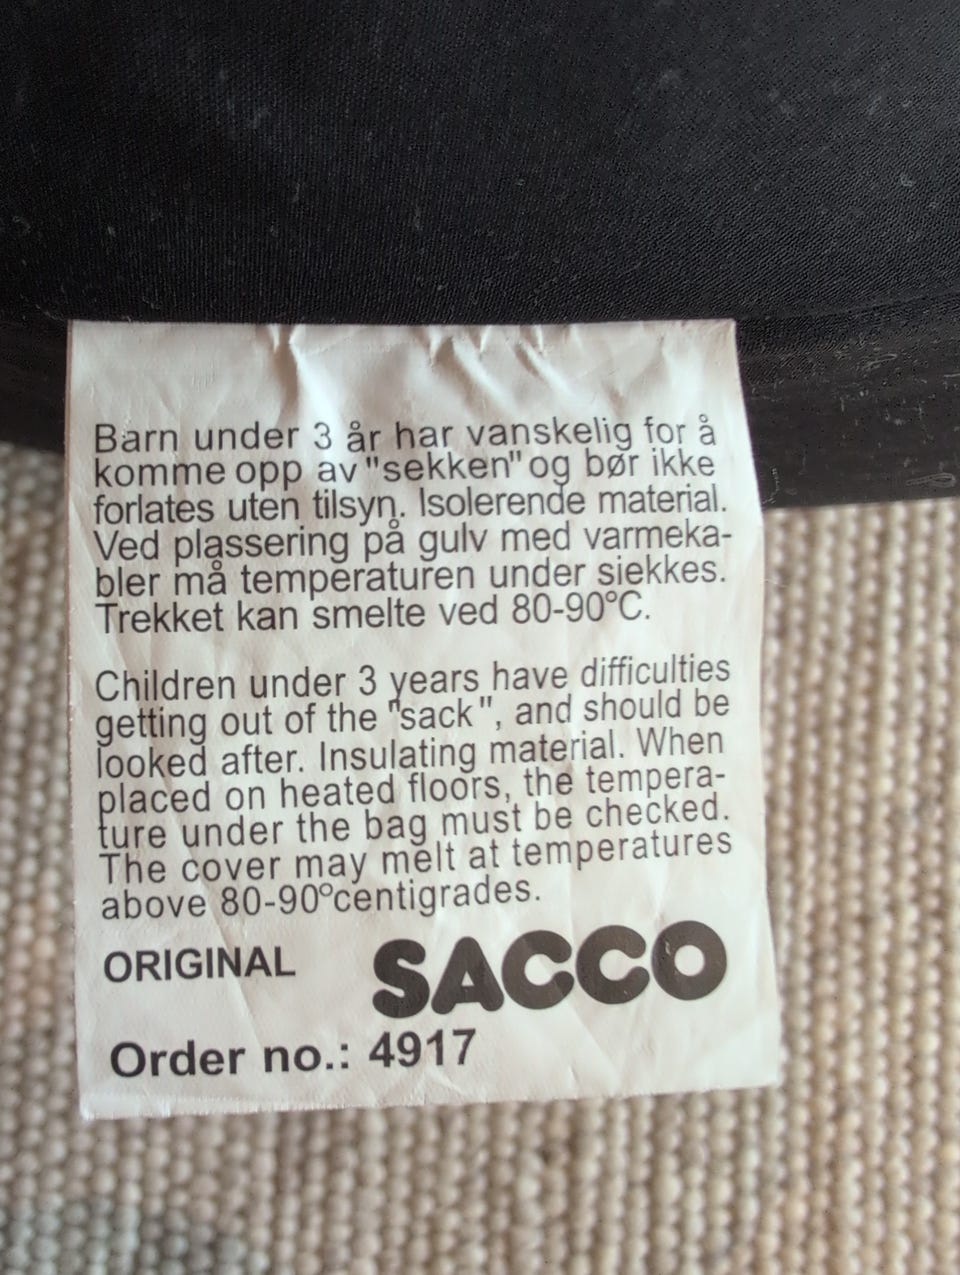 Barn under 3 år har vanskelig for å
komme opp av "sekken" og bør ikke
forlates uten tilsyn. Isolerende material.
Ved plassering på gulv med varmeka-
bler må temperaturen under siekkes.
Trekket kan smelte ved 80-90°C.
Children under 3 years have difficulties
getting out of the "sack", and should be
looked after. Insulating material. When
placed on heated floors, the tempera-
ture under the bag must be checked.
The cover may melt at temperatures
above 80-90°centigrades.
ORIGINAL SACCO
Order no.: 4917